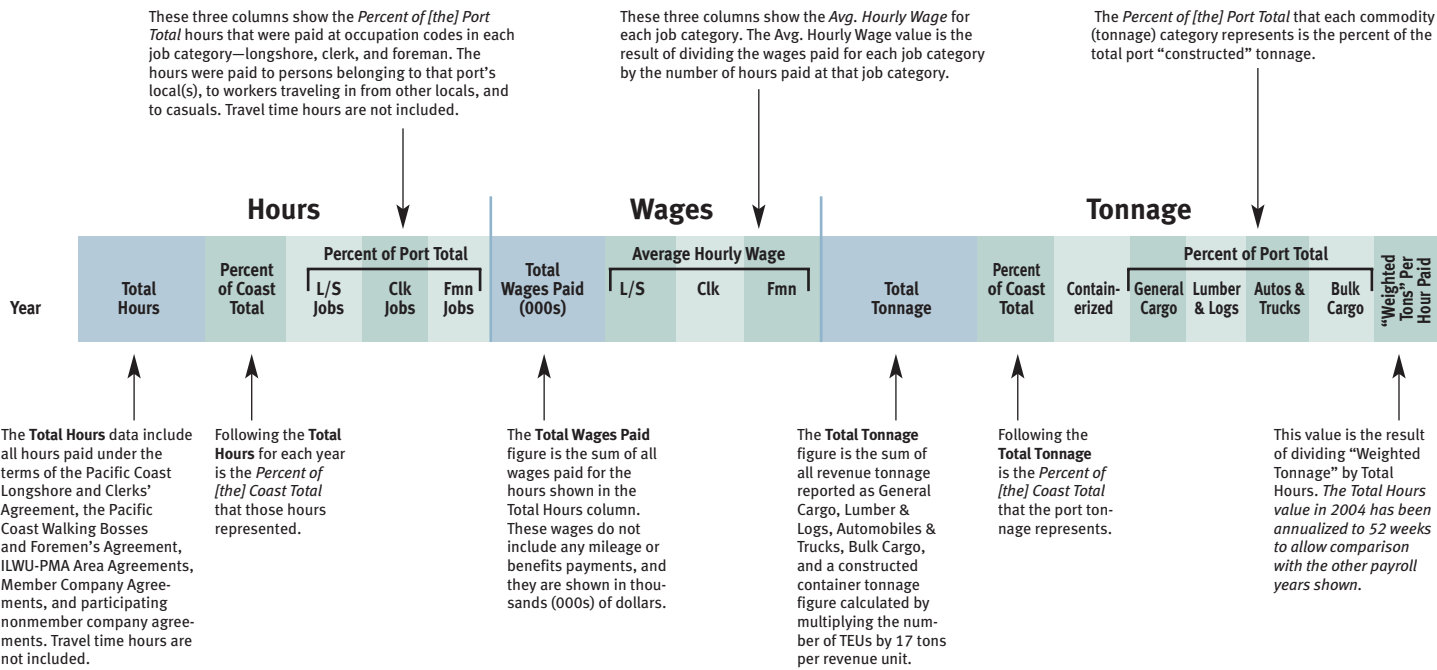 These three columns show the Percent of [the] Port
Total hours that were paid at occupation codes in each
job category—longshore, clerk, and foreman. The
hours were paid to persons belonging to that port's
local(s), to workers traveling in from other locals, and
to casuals. Travel time hours are not included.
These three columns show the Avg. Hourly Wage for
each job category. The Avg. Hourly Wage value is the
result of dividing the wages paid for each job category
by the number of hours paid at that job category.
The Percent of [the] Port Total that each commodity
(tonnage) category represents is the percent of the
total port “constructed” tonnage.
Hours
Wages
Tonnage
Year
Total
Hours
Percent
of Coast
Total
Percent of Port Total
L/S
Jobs
Clk
Jobs
Fmn
Jobs
Total
Wages Paid
(000s)
Average Hourly Wage
L/S
Clk
Fmn
Total
Tonnage
Percent
of Coast
Total
Contain-
erized
Percent of Port Total
General
Cargo
Lumber
& Logs
Autos &
Trucks
Bulk
Cargo
“Weighted
Tons” Per
Hour Paid
The Total Hours data include
all hours paid under the
terms of the Pacific Coast
Longshore and Clerks'
Agreement, the Pacific
Coast Walking Bosses
and Foremen's Agreement,
ILWU-PMA Area Agreements,
Member Company Agree-
ments, and participating
nonmember company agree-
ments. Travel time hours are
not included.
Following the Total
Hours for each year
is the Percent of
[the] Coast Total
that those hours
represented.
The Total Wages Paid
figure is the sum of all
wages paid for the
hours shown in the
Total Hours column.
These wages do not
include any mileage or
benefits payments, and
they are shown in thou-
sands (000s) of dollars.
The Total Tonnage
figure is the sum of
all revenue tonnage
reported as General
Cargo, Lumber &
Logs, Automobiles &
Trucks, Bulk Cargo,
and a constructed
container tonnage
figure calculated by
multiplying the num-
ber of TEUs by 17 tons
per revenue unit.
Following the
Total Tonnage
is the Percent of
[the] Coast Total
that the port ton-
nage represents.
This value is the result
of dividing “Weighted
Tonnage” by Total
Hours. The Total Hours
value in 2004 has been
annualized to 52 weeks
to allow comparison
with the other payroll
years shown.